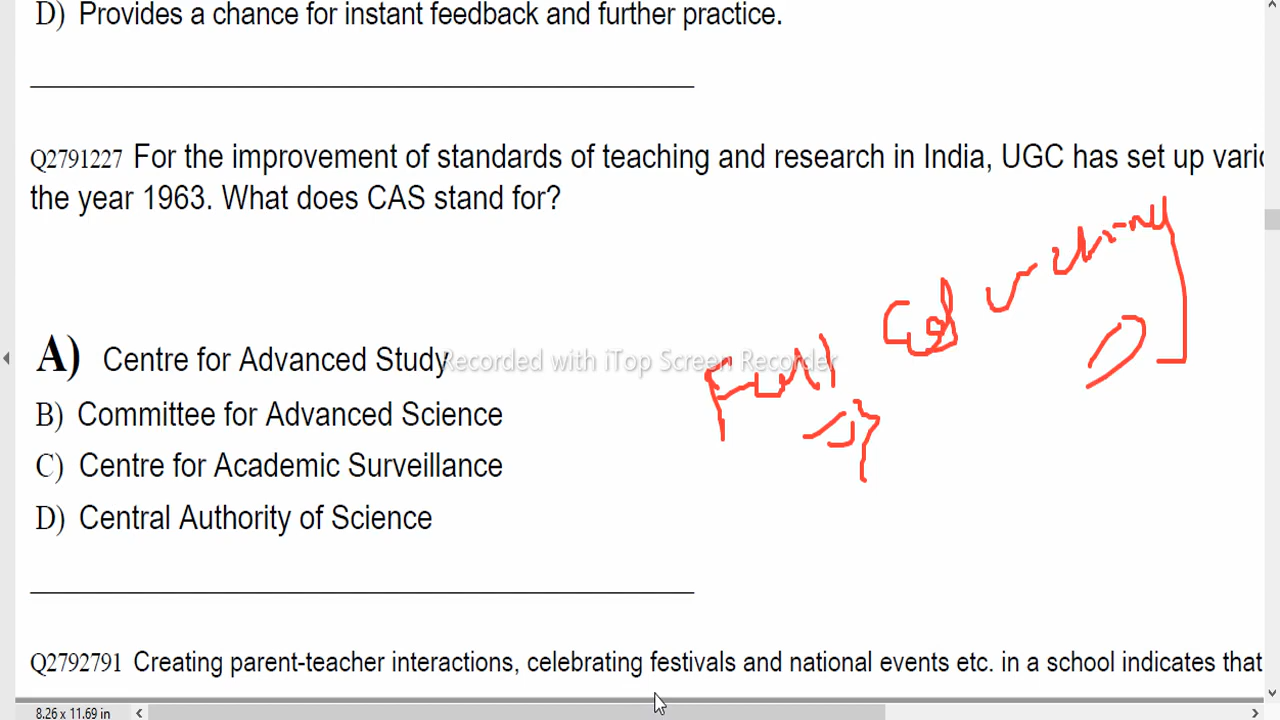 D) Provides a chance for instant feedback and further practice.
Q2791227 For the improvement of standards of teaching and research in India, UGC has set up
the year 1963. What does CAS stand for?
A) Centre for Advanced Study
Recorded with iTop Screen Recorder
B) Committee for Advanced Science
C) Centre for Academic Surveillance
D) Central Authority of Science
Q2792791 Creating parent-teacher interactions, celebrating festivals and national events etc. in a school indicates that
8.26 x 11.69 in